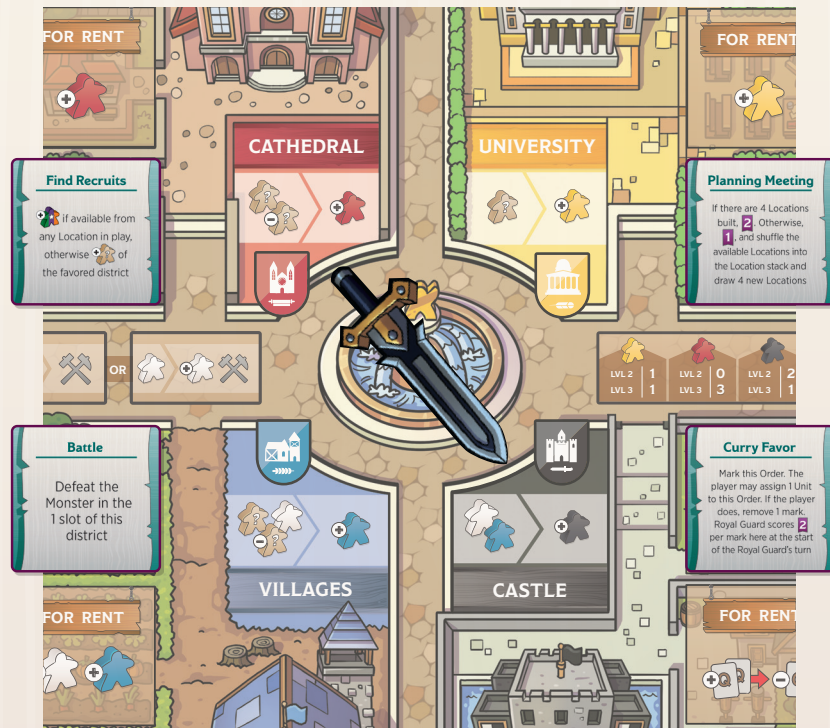 FOR RENT
FOR RENT
CATHEDRAL
UNIVERSITY
Find Recruits
if available from
any Location in play,
otherwise of
the favored district
Planning Meeting
If there are 4 Locations
built, 2. Otherwise,
1, and shuffle the
available Locations into
the Location stack and
draw 4 new Locations
? ?
?
OR
LVL 2 1
LVL 3 1
LVL 2 0
LVL 3 3
LVL 2 2
LVL 3 1
Battle
Defeat the
Monster in the
1 slot of this
district
Curry Favor
Mark this Order. The
player may assign 1 Unit
to this Order. If the player
does, remove 1 mark.
Royal Guard scores 2
per mark here at the start
of the Royal Guard's turn
? ?
VILLAGES
CASTLE
FOR RENT
FOR RENT